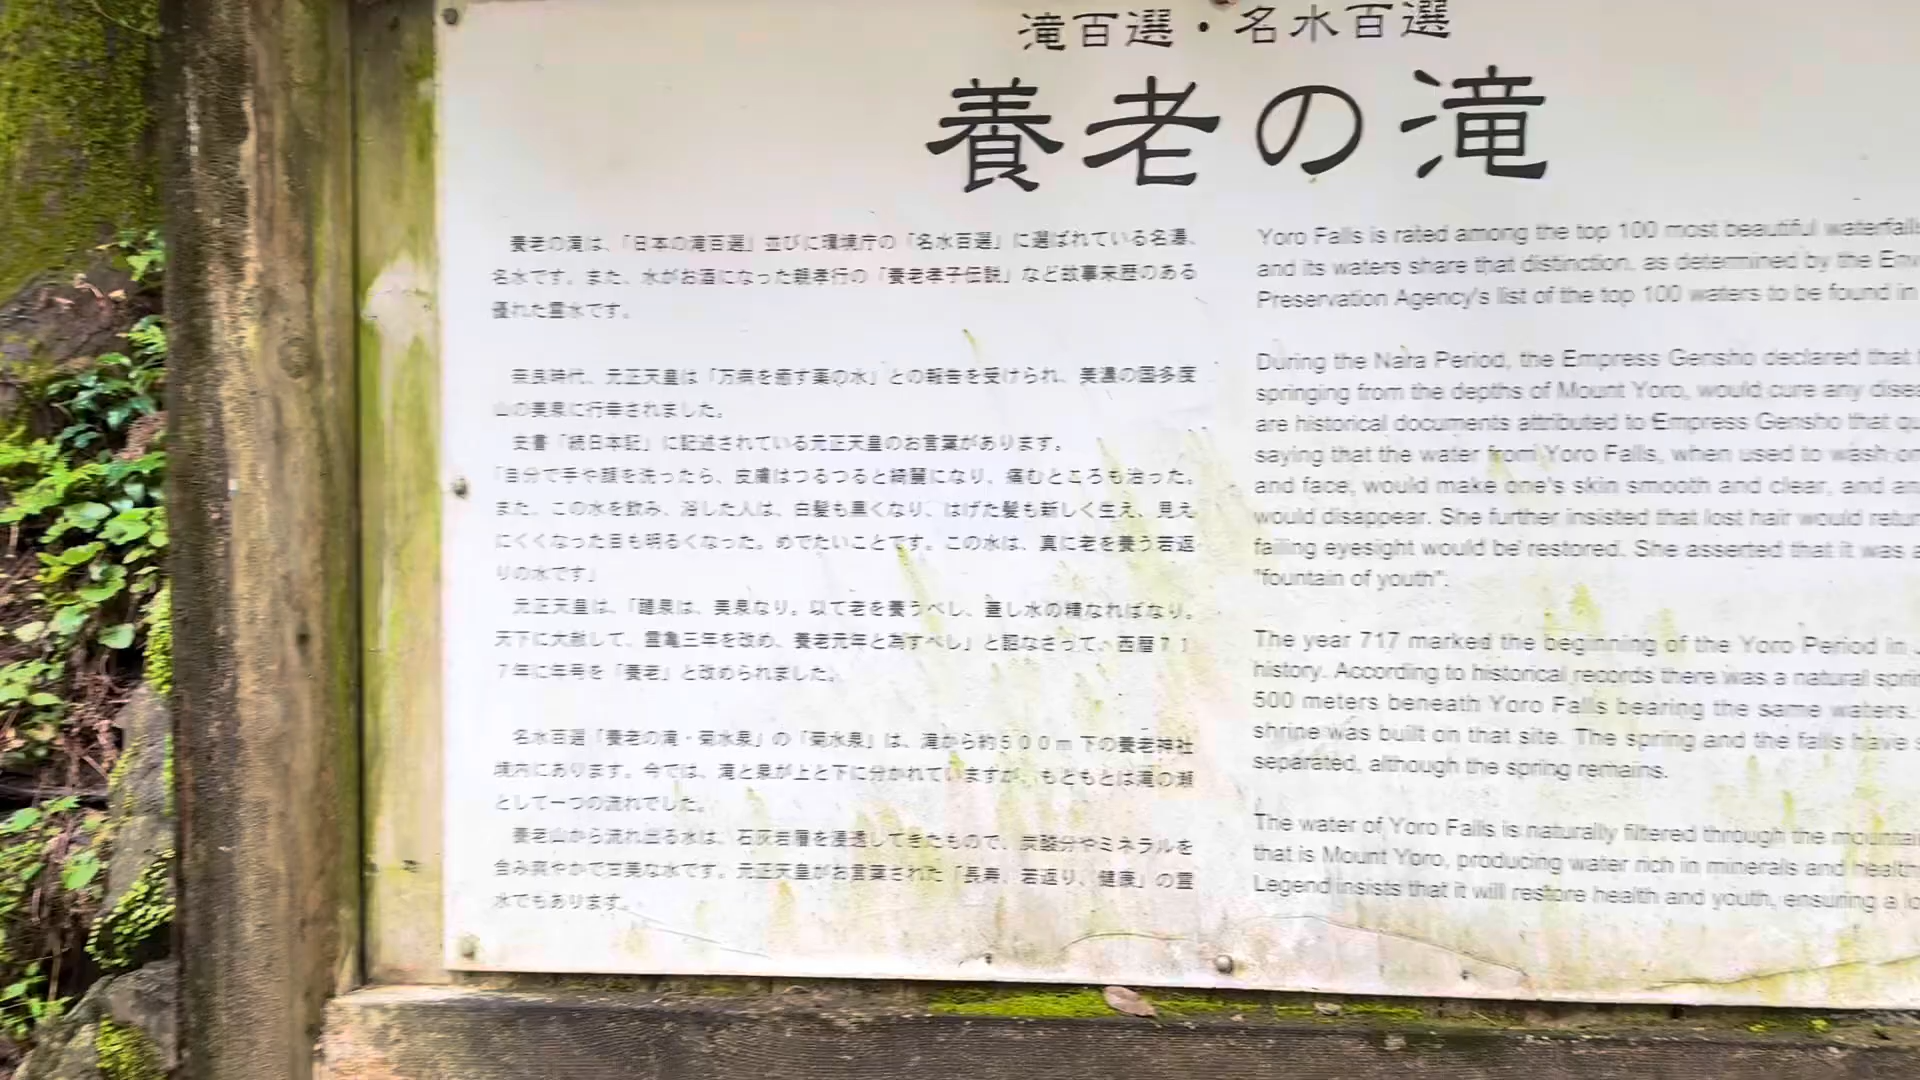 滝百選・名水百選
養老の滝
養老の滝は、「日本の滝百選」並びに環境庁の「名水百選」に選ばれている名瀑、
名水です。また、水がお酒になった親孝行の「養老孝子伝説」など故事来歴のある
優れた霊水です。
奈良時代、元正天皇は「万病を癒す薬の水」との報告を受けられ、美濃の国多度
山の美泉に行幸されました。
史書「続日本記」に記述されている元正天皇のお言葉があります。
「自分で手や顔を洗ったら、皮膚はつるつると綺麗になり、痛むところも治った。
また、この水を飲み、浴した人は、白髪も黒くなり、はげた髪も新しく生え、見え
にくくなった目も明るくなった。めでたいことです。この水は、真に老を養う若返
りの水です」
元正天皇は、「醴泉は、美泉なり。以て老を養うべし、蓋し水の精なればなり。
天下に大赦して、霊亀三年を改め、養老元年と為すべし」と詔なさって、西暦71
7年に年号を「養老」と改められました。
名水百選「養老の滝・菊水泉」の「菊水泉」は、滝から約500m下の養老神社
境内にあります。今では、滝と泉が上と下に分かれていますが、もともとは滝の瀬
として一つの流れでした。
養老山から流れ出る水は、石灰岩層を浸透してきたもので、炭酸分やミネラルを
含み爽やかで甘美な水です。元正天皇がお言葉された「長寿、若返り、健康」の霊
水でもあります。
Yoro Falls is rated among the top 100 most beautiful waterfalls
and its waters share that distinction, as determined by the
Preservation Agency's list of the top 100 waters to be found in
During the Nara Period, the Empress Gensho declared that
springing from the depths of Mount Yoro, would cure any
are historical documents attributed to Empress Gensho that
saying that the water from Yoro Falls, when used to wash
and face, would make one's skin smooth and clear, and
would disappear. She further insisted that lost hair would
failing eyesight would be restored. She asserted that it was a
"fountain of youth".
The year 717 marked the beginning of the Yoro Period in
history. According to historical records there was a natural
500 meters beneath Yoro Falls bearing the same waters.
shrine was built on that site. The spring and the falls have
separated, although the spring remains.
The water of Yoro Falls is naturally filtered through the
that is Mount Yoro, producing water rich in minerals and
Legend insists that it will restore health and youth, ensuring a